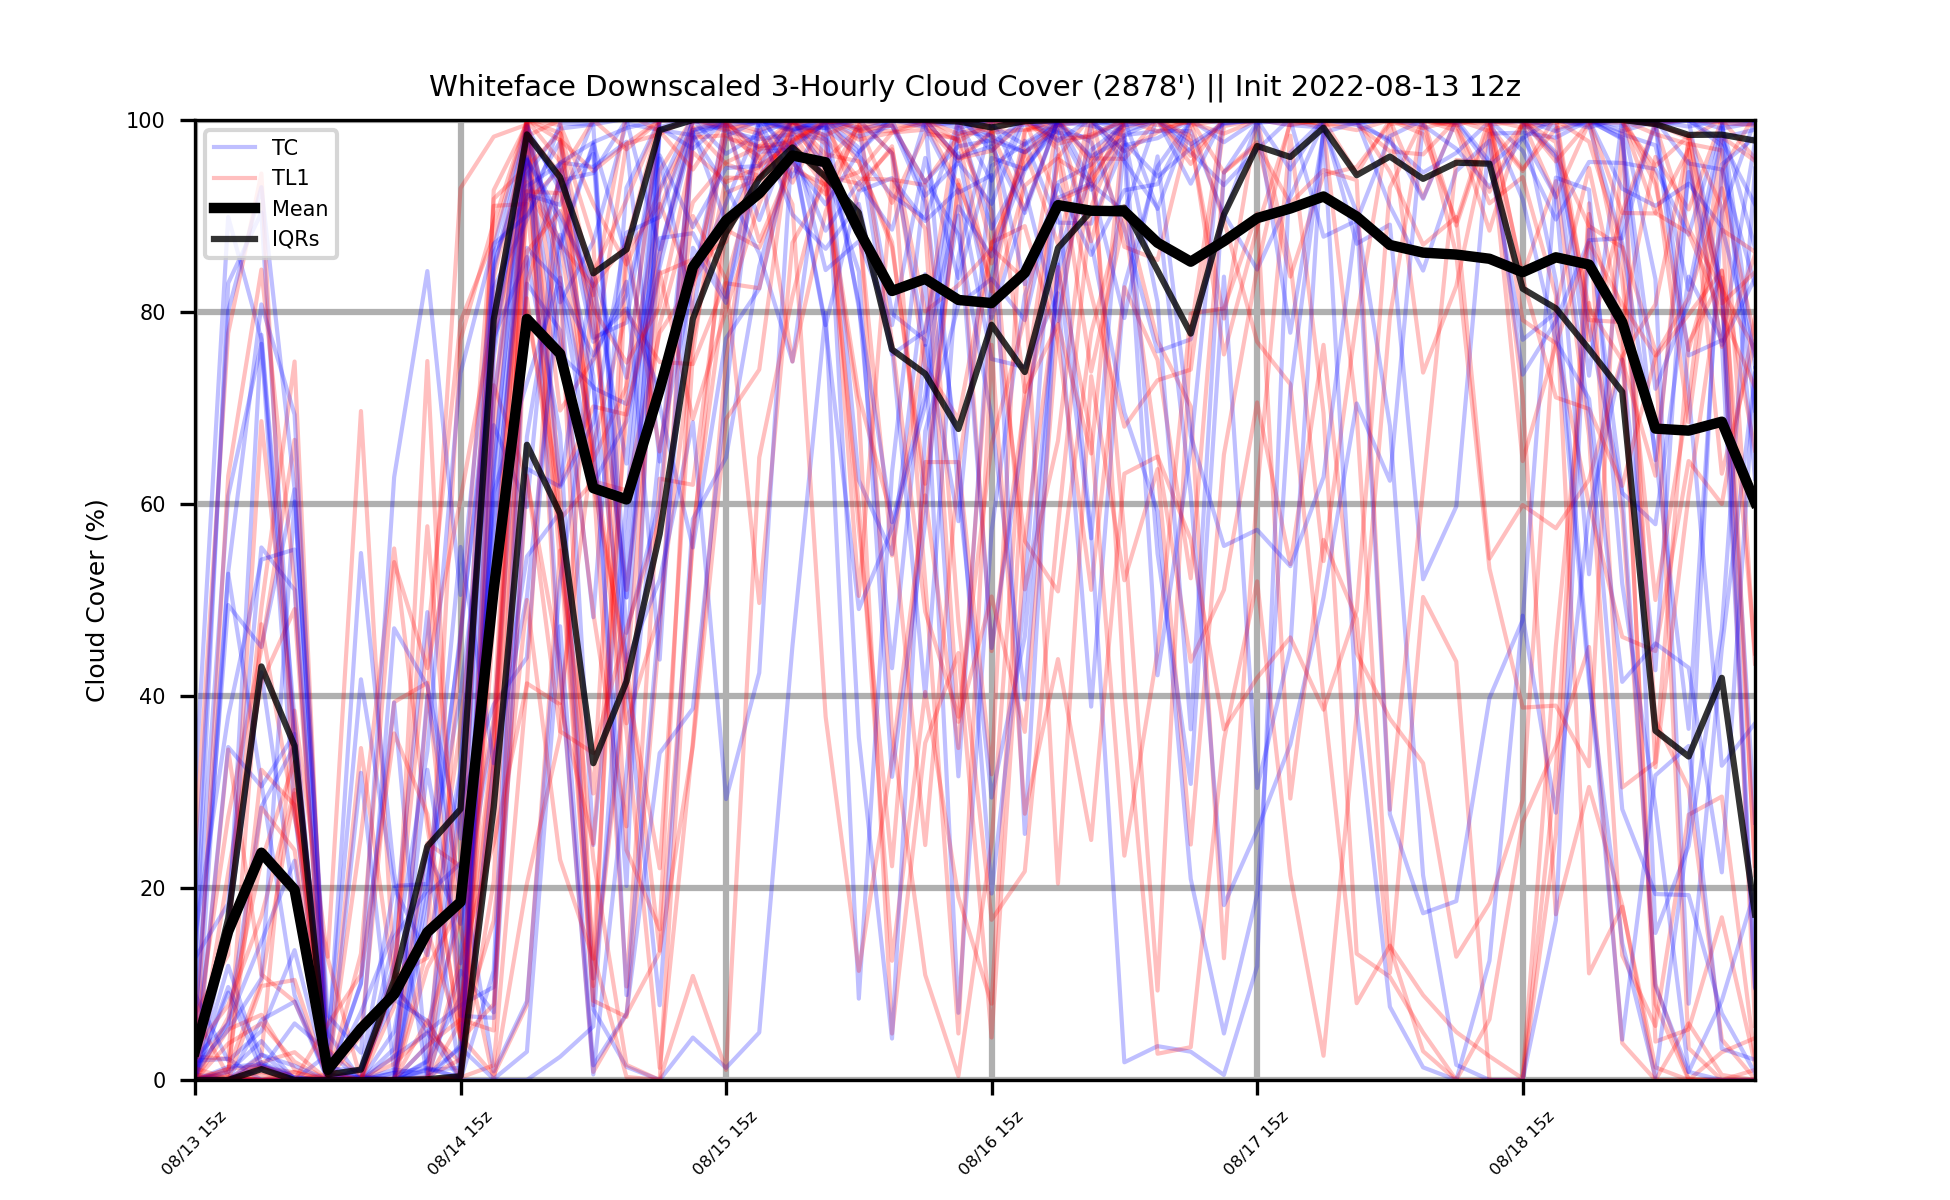 Whiteface Downscaled 3-Hourly Cloud Cover (2878') || Init 2022-08-13 12z
TC
TL1
Mean
IQRs
Cloud Cover (%)
100
80
60
40
20
0
08/13 15z
08/14 15z
08/15 15z
08/16 15z
08/17 15z
08/18 15z